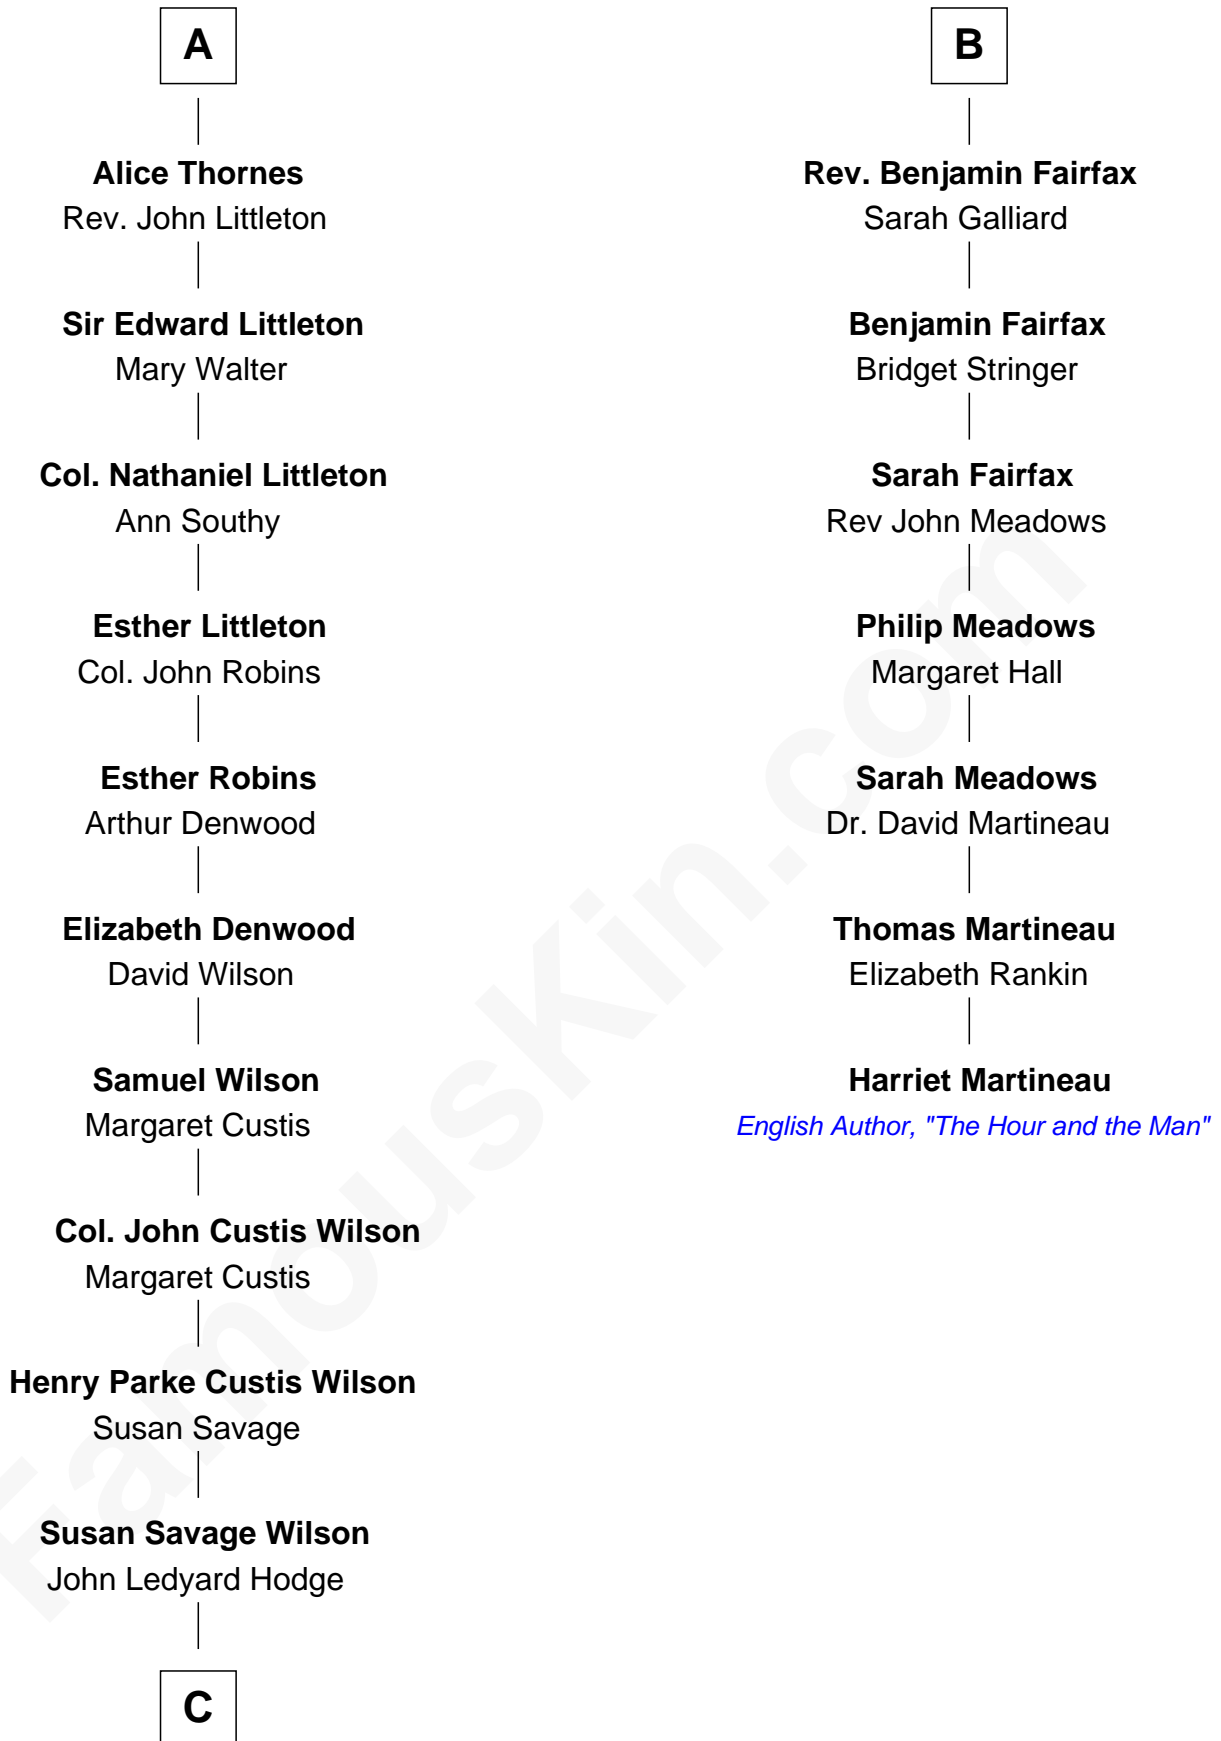 A
Alice Thornes
Rev. John Littleton
Sir Edward Littleton
Mary Walter
Col. Nathaniel Littleton
Ann Southy
Esther Littleton
Col. John Robins
Esther Robins
Arthur Denwood
Elizabeth Denwood
David Wilson
Samuel Wilson
Margaret Custis
Col. John Custis Wilson
Margaret Custis
Henry Parke Custis Wilson
Susan Savage
Susan Savage Wilson
John Ledyard Hodge
C
B
Rev. Benjamin Fairfax
Sarah Galliard
Benjamin Fairfax
Bridget Stringer
Sarah Fairfax
Rev John Meadows
Philip Meadows
Margaret Hall
Sarah Meadows
Dr. David Martineau
Thomas Martineau
Elizabeth Rankin
Harriet Martineau
English Author, "The Hour and the Man"
FamousKin.com